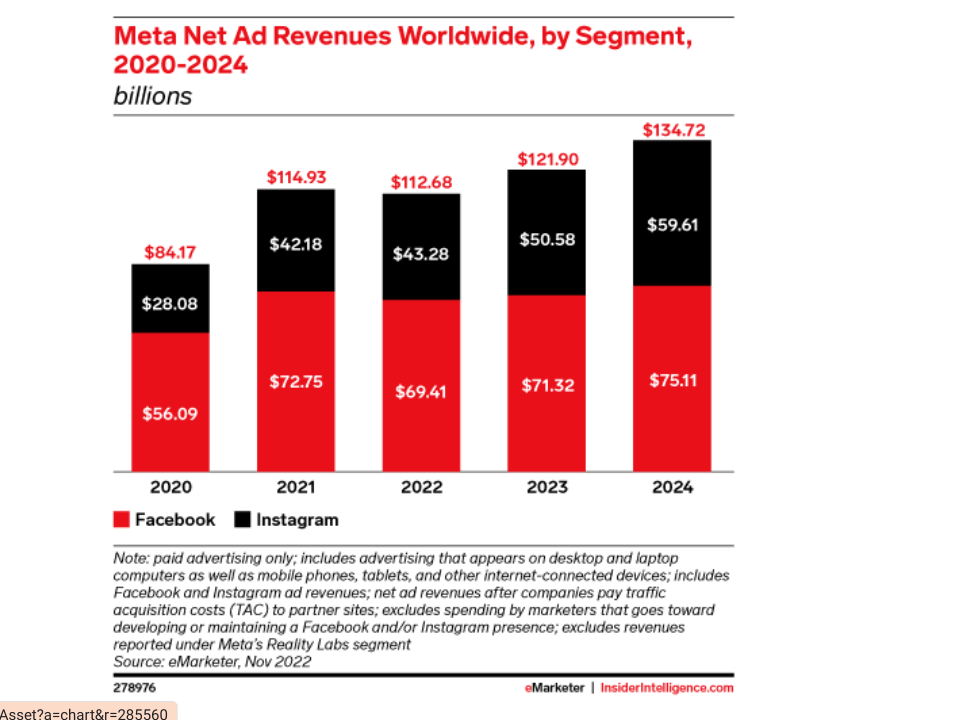 Meta Net Ad Revenues Worldwide, by Segment,
2020-2024
billions
$84.17
$28.08
$56.09
$114.93
$42.18
$72.75
$112.68
$43.28
$69.41
$121.90
$50.58
$71.32
$134.72
$59.61
$75.11
2020 2021 2022 2023 2024
Facebook Instagram
Note: paid advertising only; includes advertising that appears on desktop and laptop
computers as well as mobile phones, tablets, and other internet-connected devices; includes
Facebook and Instagram ad revenues; net ad revenues after companies pay traffic
acquisition costs (TAC) to partner sites; excludes spending by marketers that goes toward
developing or maintaining a Facebook and/or Instagram presence; excludes revenues
reported under Meta's Reality Labs segment
Source: eMarketer, Nov 2022
278976 eMarketer | InsiderIntelligence.com
Asset?a=chart&r=285560